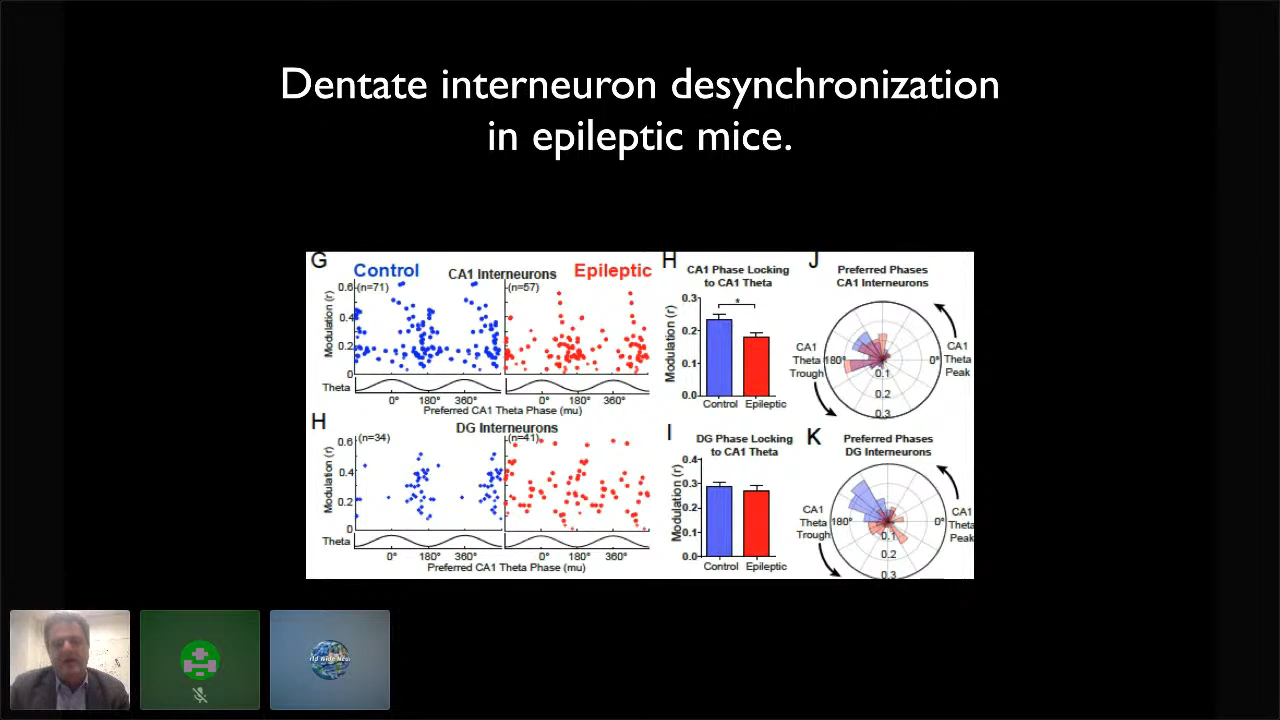 Dentate interneuron desynchronization
in epileptic mice.
G
Control
CA1 Interneurons
Epileptic
(n=71)
(n=57)
Modulation (r)
0.6
0.4
0.2
0
Theta
0° 180° 360° 0° 180° 360°
Preferred CA1 Theta Phase (mu)
H
CA1 Phase Locking
to CA1 Theta
Modulation (r)
0.3
0.2
0.1
0.0
*
Control Epileptic
J
Preferred Phases
CA1 Interneurons
CA1
Theta
Trough
180°
0°
CA1
Theta
Peak
0.1
0.2
0.3
H
DG Interneurons
(n=34)
(n=41)
Modulation (r)
0.6
0.4
0.2
0
Theta
0° 180° 360° 0° 180° 360°
Preferred CA1 Theta Phase (mu)
I
DG Phase Locking
to CA1 Theta
Modulation (r)
0.4
0.3
0.2
0.1
0.0
Control Epileptic
K
Preferred Phases
DG Interneurons
CA1
Theta
Trough
180°
0°
CA1
Theta
Peak
0.1
0.2
0.3